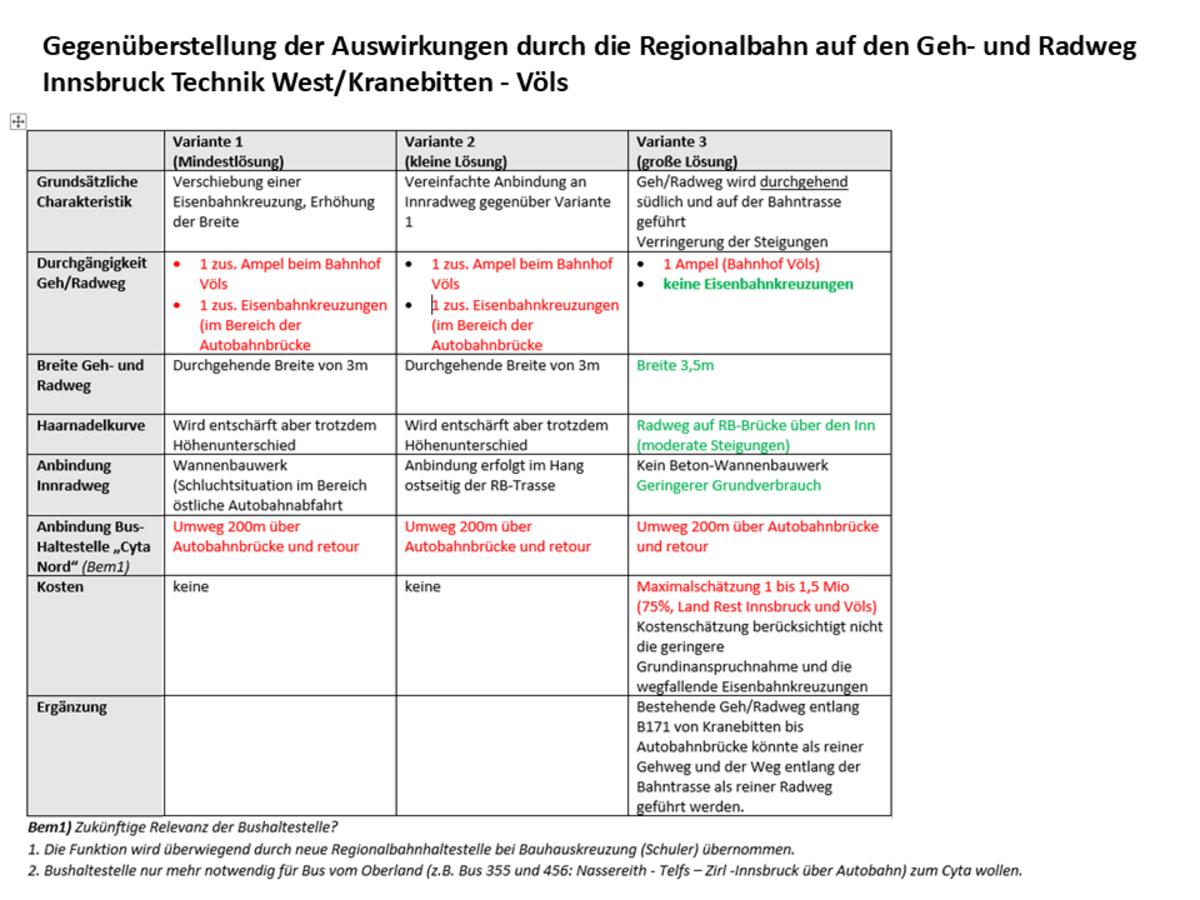 Gegenüberstellung der Auswirkungen durch die Regionalbahn auf den Geh- und Radweg
Innsbruck Technik West/Kranebitten - Völs
Variante 1
(Mindestlösung)
Variante 2
(kleine Lösung)
Variante 3
(große Lösung)
Grundsätzliche
Charakteristik
Verschiebung einer
Eisenbahnkreuzung, Erhöhung
der Breite
Vereinfachte Anbindung an
Innradweg gegenüber Variante
1
Geh/Radweg wird durchgehend
südlich und auf der Bahntrasse
geführt
Verringerung der Steigungen
Durchgängigkeit
Geh/Radweg
• 1 zus. Ampel beim Bahnhof
Völs
• 1 zus. Eisenbahnkreuzungen
(im Bereich der
Autobahnbrücke
• 1 zus. Ampel beim Bahnhof
Völs
• 1 zus. Eisenbahnkreuzungen
(im Bereich der
Autobahnbrücke
• 1 Ampel (Bahnhof Völs)
• keine Eisenbahnkreuzungen
Breite Geh- und
Radweg
Durchgehende Breite von 3m
Durchgehende Breite von 3m
Breite 3,5m
Haarnadelkurve
Wird entschärft aber trotzdem
Höhenunterschied
Wird entschärft aber trotzdem
Höhenunterschied
Radweg auf RB-Brücke über den Inn
(moderate Steigungen)
Anbindung
Innradweg
Wannenbauwerk
(Schluchtsituation im Bereich
östliche Autobahnabfahrt
Anbindung erfolgt im Hang
ostseitig der RB-Trasse
Kein Beton-Wannenbauwerk
Geringerer Grundverbrauch
Anbindung Bus-
Haltestelle „Cyta
Nord“ (Bem1)
Umweg 200m über
Autobahnbrücke und retour
Umweg 200m über
Autobahnbrücke und retour
Umweg 200m über Autobahnbrücke
und retour
Kosten
keine
keine
Maximalschätzung 1 bis 1,5 Mio
(75%, Land Rest Innsbruck und Völs)
Kostenschätzung berücksichtigt nicht
die geringere
Grundinanspruchnahme und die
wegfallende Eisenbahnkreuzungen
Ergänzung
Bestehende Geh/Radweg entlang
B171 von Kranebitten bis
Autobahnbrücke könnte als reiner
Gehweg und der Weg entlang der
Bahntrasse als reiner Radweg
geführt werden.
Bem1) Zukünftige Relevanz der Bushaltestelle?
1. Die Funktion wird überwiegend durch neue Regionalbahnhaltestelle bei Bauhauskreuzung (Schuler) übernommen.
2. Bushaltestelle nur mehr notwendig für Bus vom Oberland (z.B. Bus 355 und 456: Nassereith - Telfs – Zirl -Innsbruck über Autobahn) zum Cyta wollen.